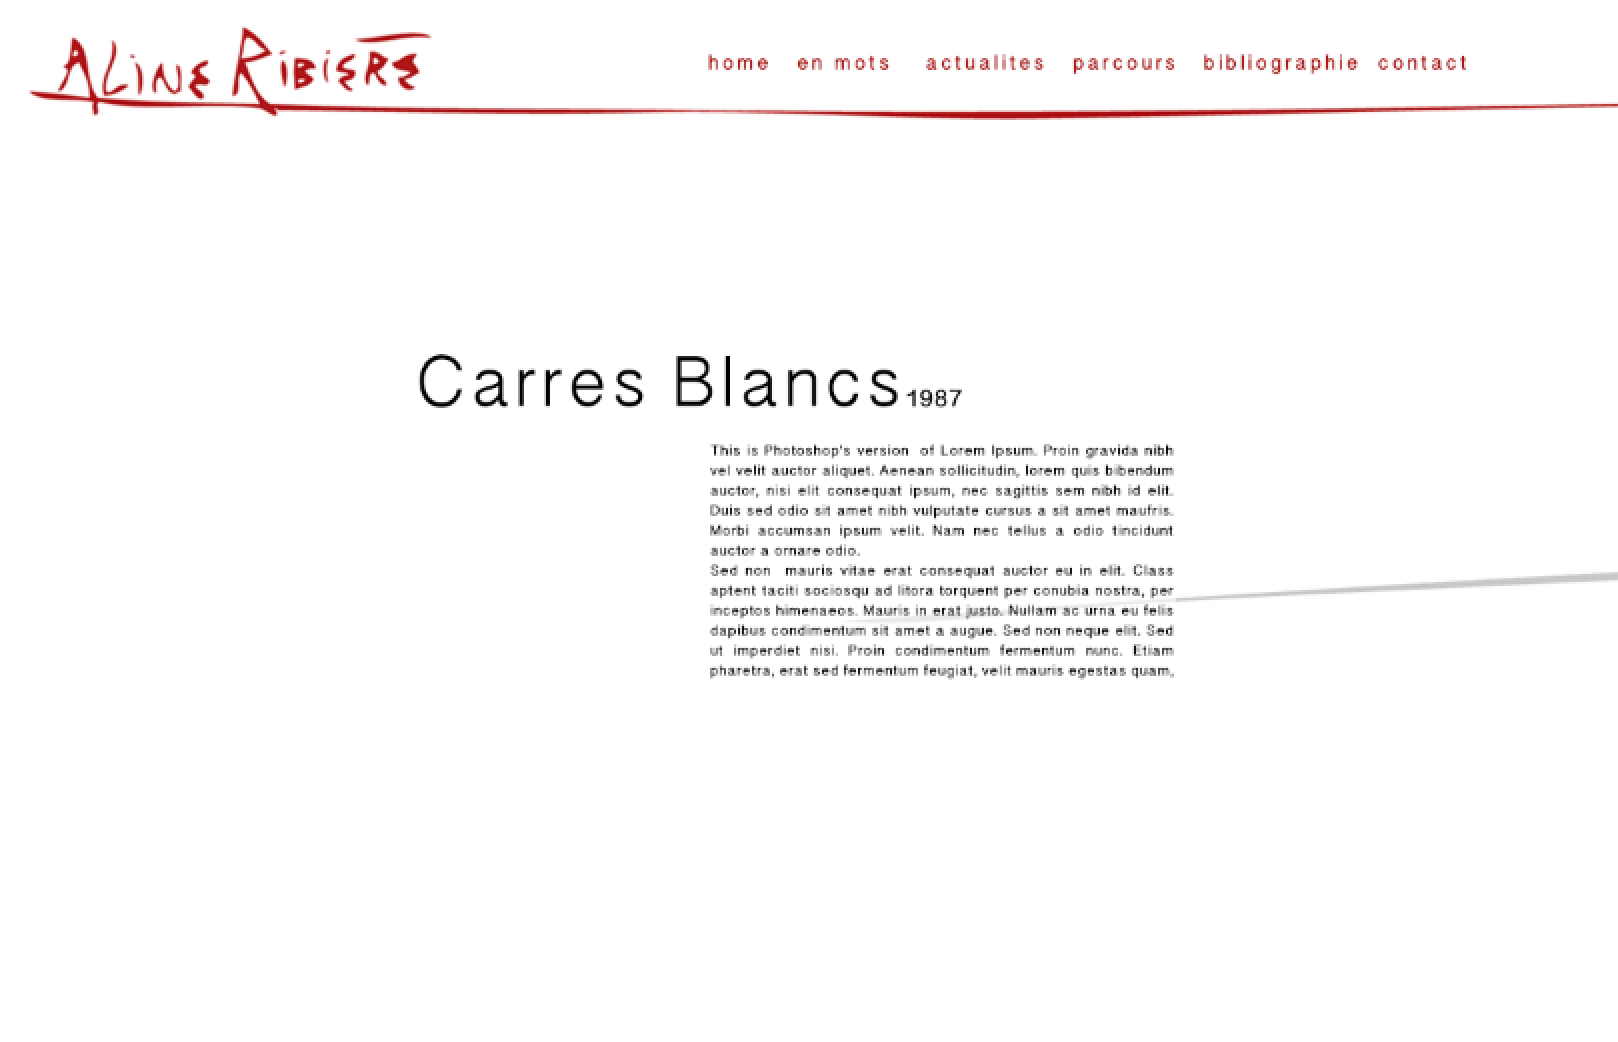 ALINE RIBIERE
home en mots actualites parcours bibliographie contact
Carres Blancs 1987
This is Photoshop's version of Lorem Ipsum. Proin gravida nibh
vel velit auctor aliquet. Aenean sollicitudin, lorem quis bibendum
auctor, nisi elit consequat ipsum, nec sagittis sem nibh id elit.
Duis sed odio sit amet nibh vulputate cursus a sit amet maufris.
Morbi accumsan ipsum velit. Nam nec tellus a odio tincidunt
auctor a ornare odio.
Sed non mauris vitae erat consequat auctor eu in elit. Class
aptent taciti sociosqu ad litora torquent per conubia nostra, per
inceptos himenaeos. Mauris in erat justo. Nullam ac urna eu felis
dapibus condimentum sit amet a augue. Sed non neque elit. Sed
ut imperdiet nisi. Proin condimentum fermentum nunc. Etiam
pharetra, erat sed fermentum feugiat, velit mauris egestas quam,